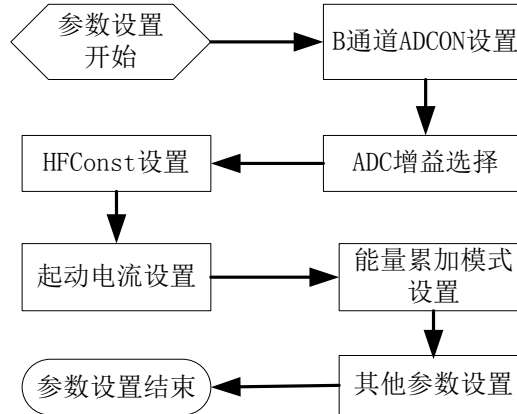 参数设置
开始
B通道ADCON设置
ADC增益选择
HFConst设置
起动电流设置
能量累加模式
设置
其他参数设置
参数设置结束